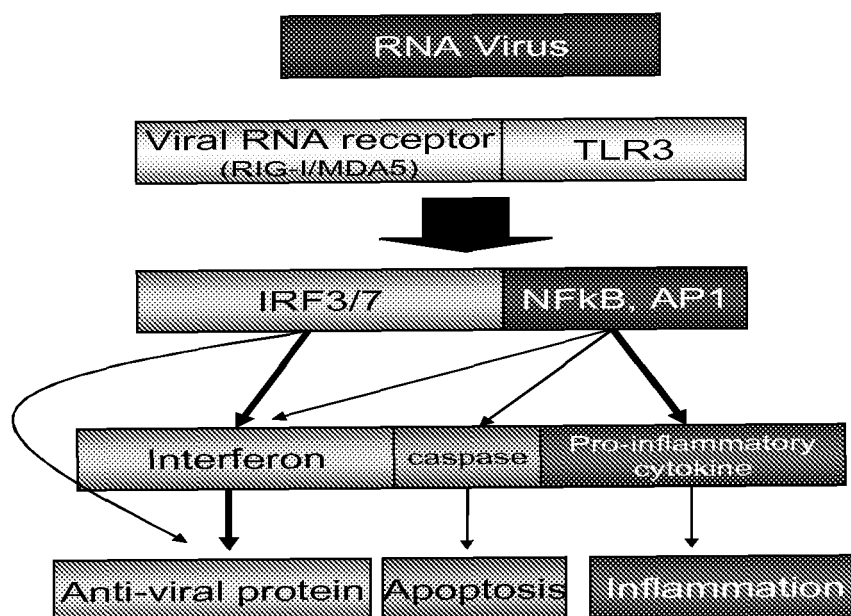 RNA Virus
Viral RNA receptor
(RIG-I/MDA5)
TLR3
IRF3/7
NFkB, AP1
Interferon
caspase
Pro-inflammatory
cytokine
Anti-viral protein
Apoptosis
Inflammation